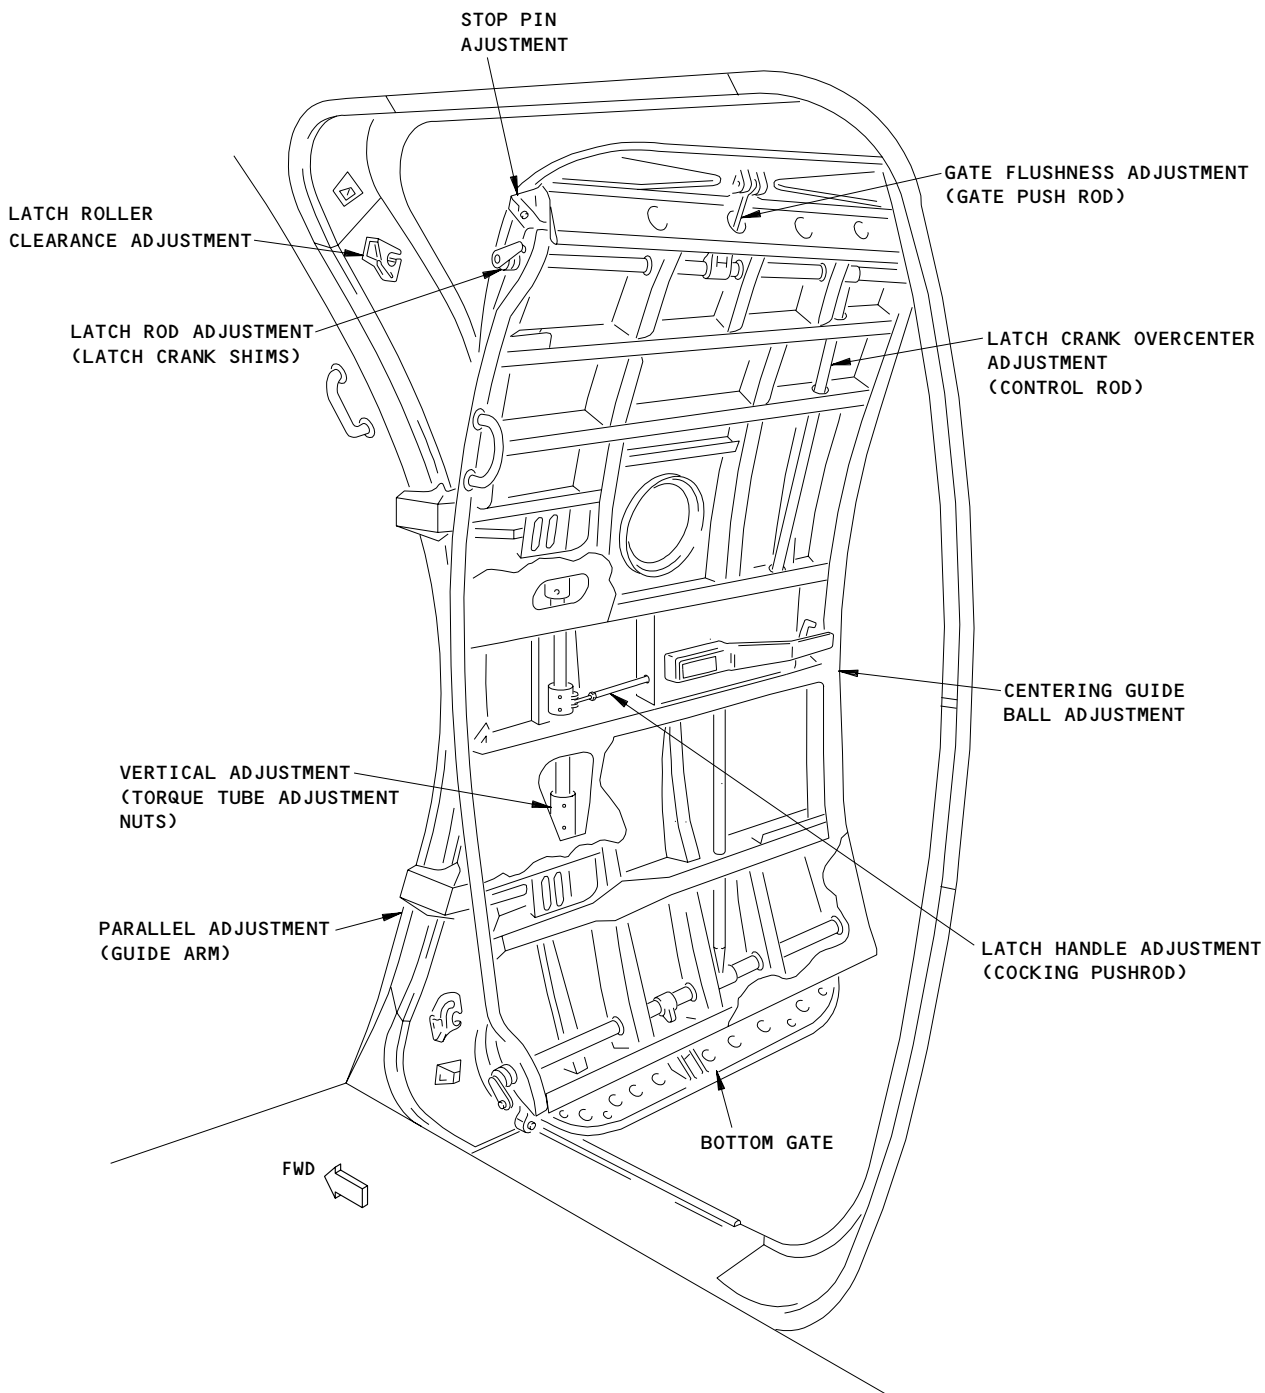 STOP PIN
AJUSTMENT
GATE FLUSHNESS ADJUSTMENT
(GATE PUSH ROD)
LATCH ROLLER
CLEARANCE ADJUSTMENT
LATCH ROD ADJUSTMENT
(LATCH CRANK SHIMS)
LATCH CRANK OVERCENTER
ADJUSTMENT
(CONTROL ROD)
CENTERING GUIDE
BALL ADJUSTMENT
VERTICAL ADJUSTMENT
(TORQUE TUBE ADJUSTMENT
NUTS)
PARALLEL ADJUSTMENT
(GUIDE ARM)
LATCH HANDLE ADJUSTMENT
(COCKING PUSHROD)
BOTTOM GATE
FWD